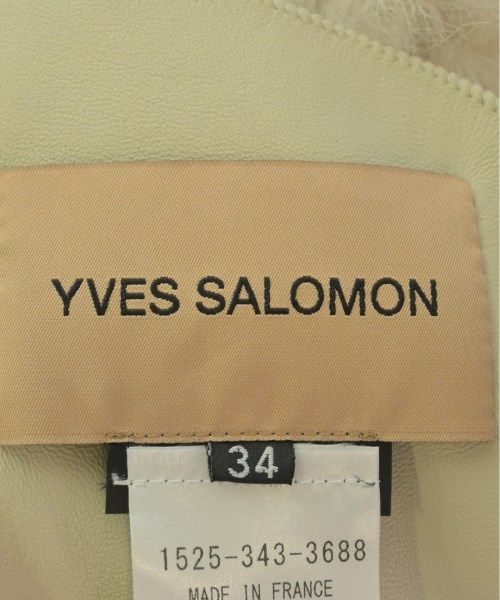 YVES SALOMON
34
1525-343-3688
MADE IN FRANCE